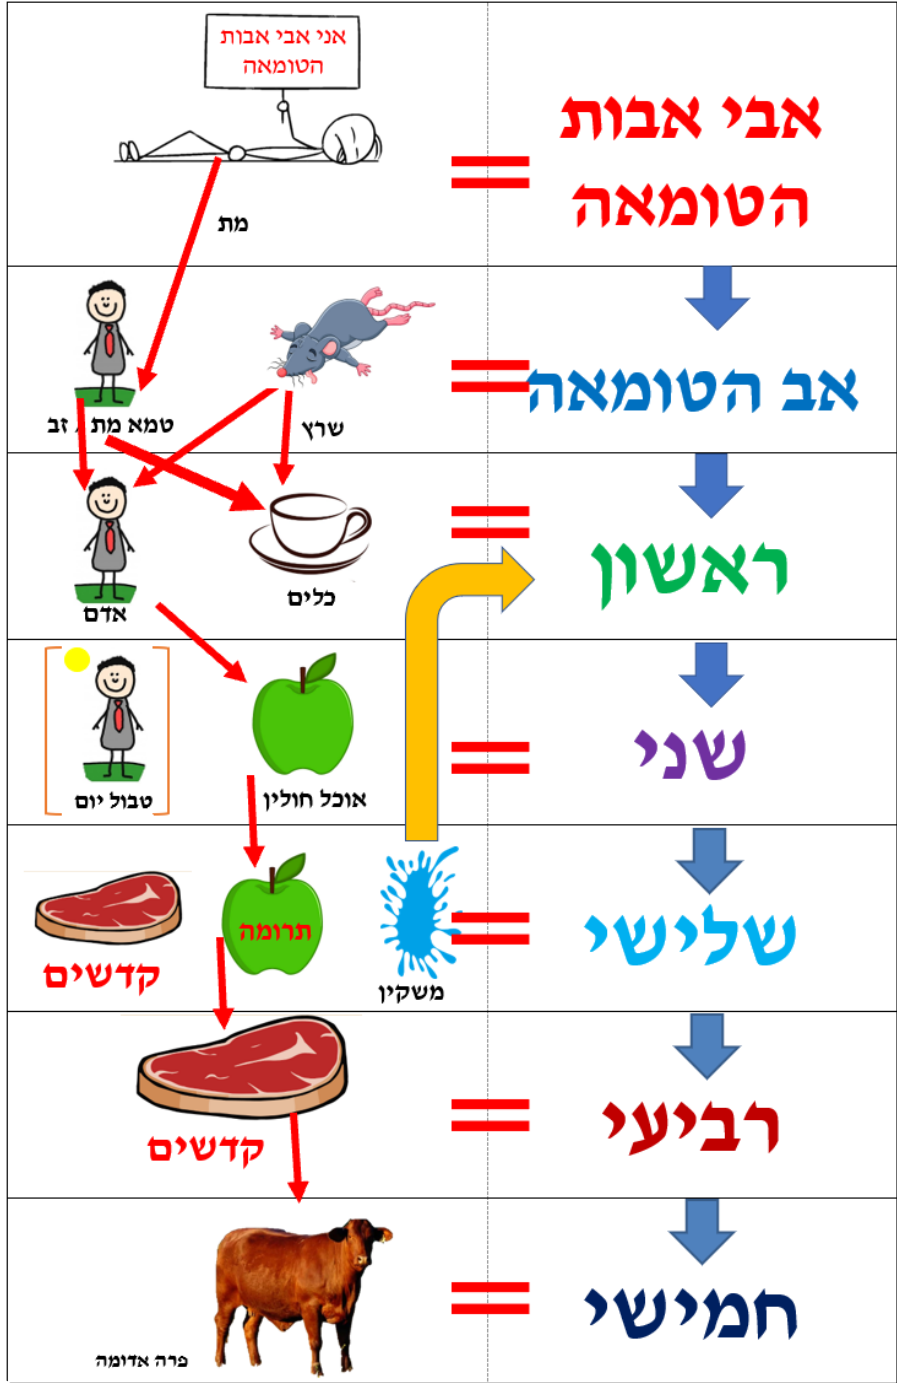 אבי אבות
הטומאה
אני אבי אבות
הטומאה
מת
אב הטומאה
שרץ
טמא מת / זב
ראשון
כלים
אדם
שני
אוכל חולין
טבול יום
שלישי
משקין
תרומה
קדשים
רביעי
קדשים
חמישי
פרה אדומה